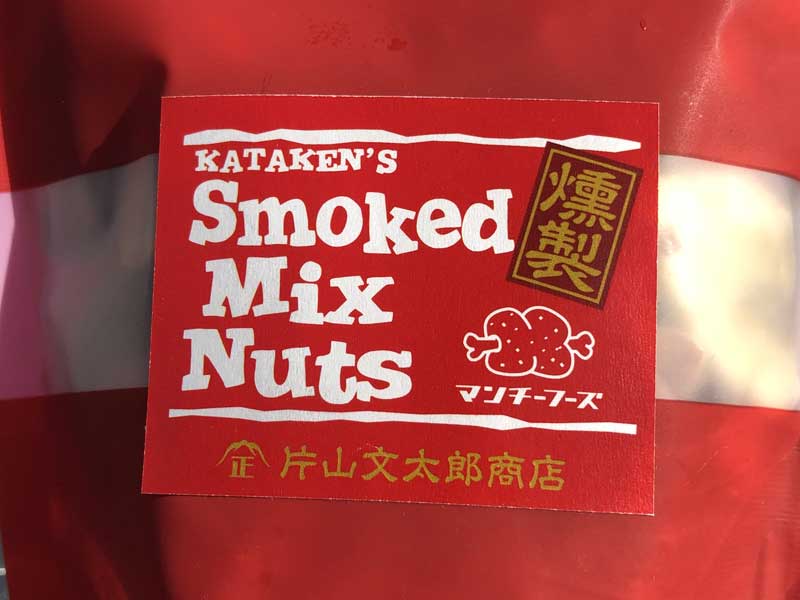 KATAKEN'S
Smoked
Mix
Nuts
燻製
マンチーフーズ
正 片山文太郎商店